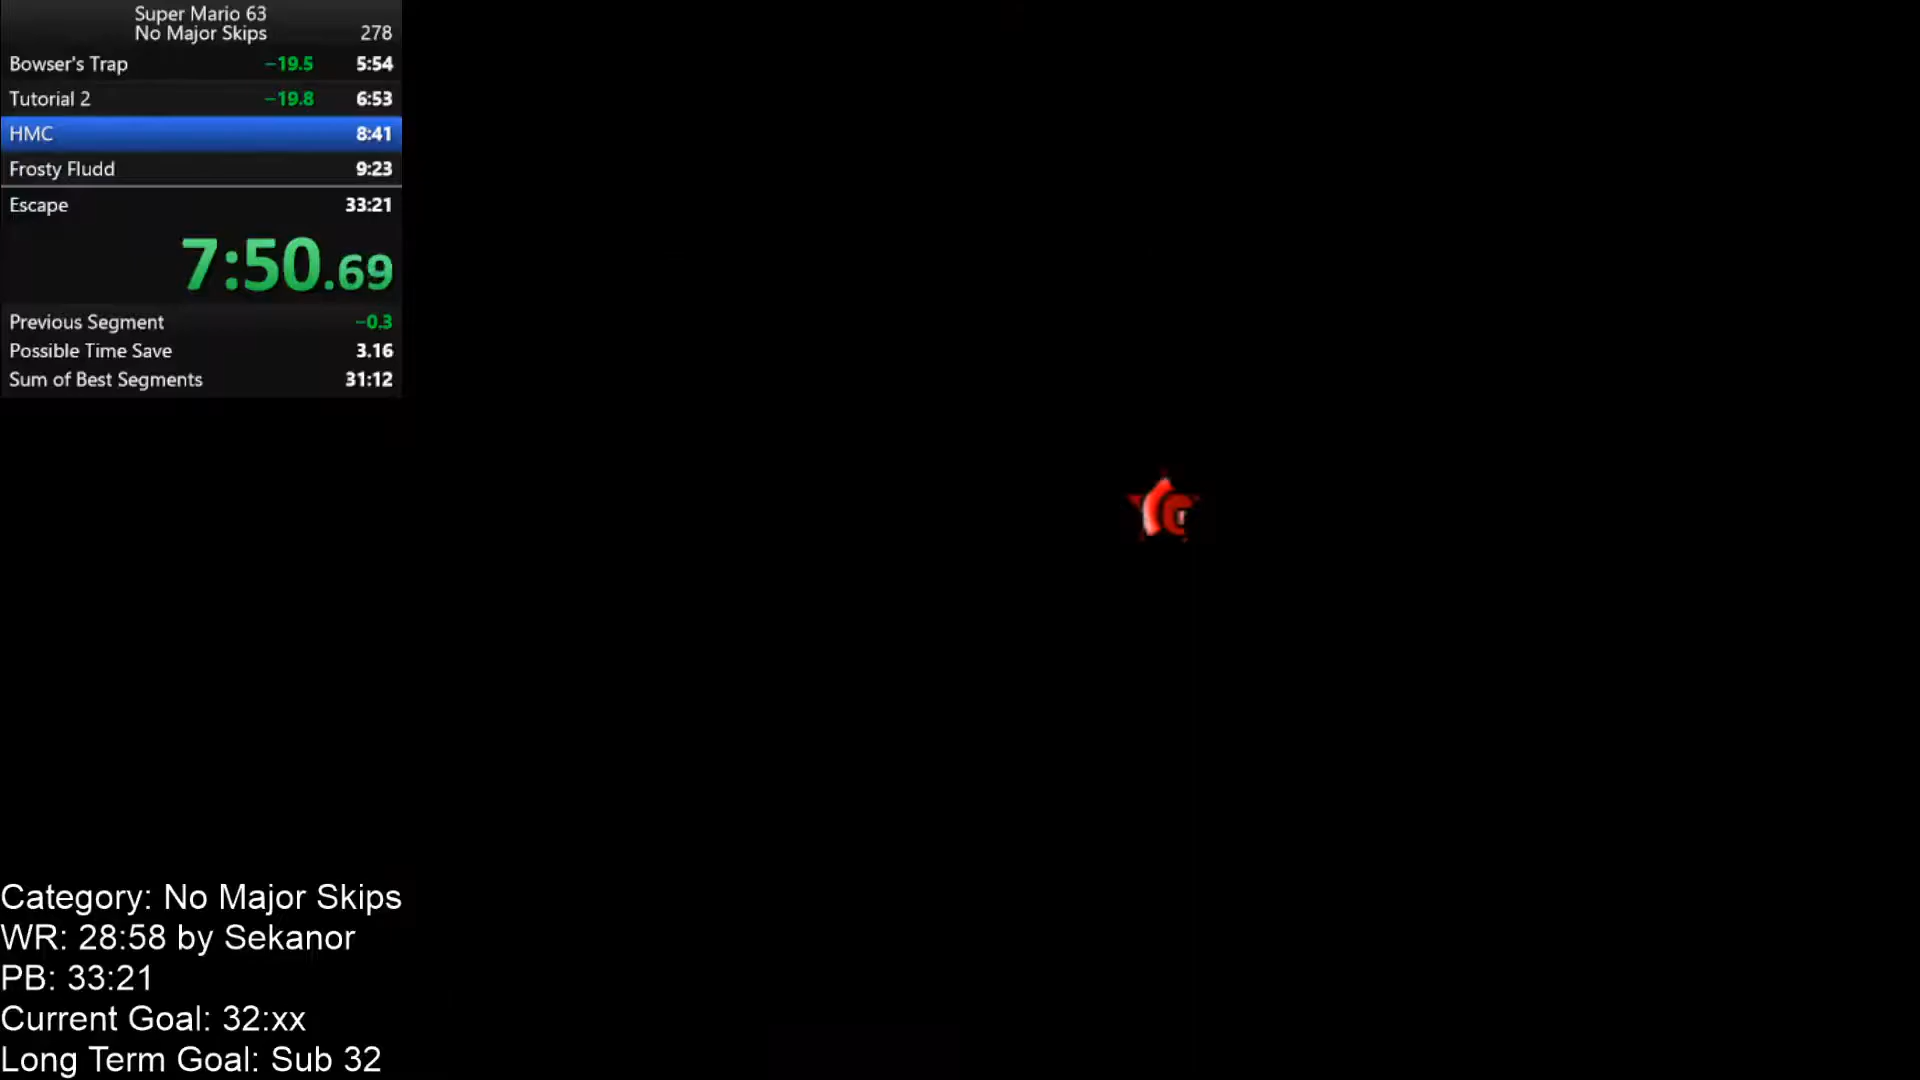 Super Mario 63
No Major Skips 278
Bowser's Trap −19.5 5:54
Tutorial 2 −19.8 6:53
HMC 8:41
Frosty Fludd 9:23
Escape 33:21
7:50.69
Previous Segment −0.3
Possible Time Save 3.16
Sum of Best Segments 31:12
Category: No Major Skips
WR: 28:58 by Sekanor
PB: 33:21
Current Goal: 32:xx
Long Term Goal: Sub 32